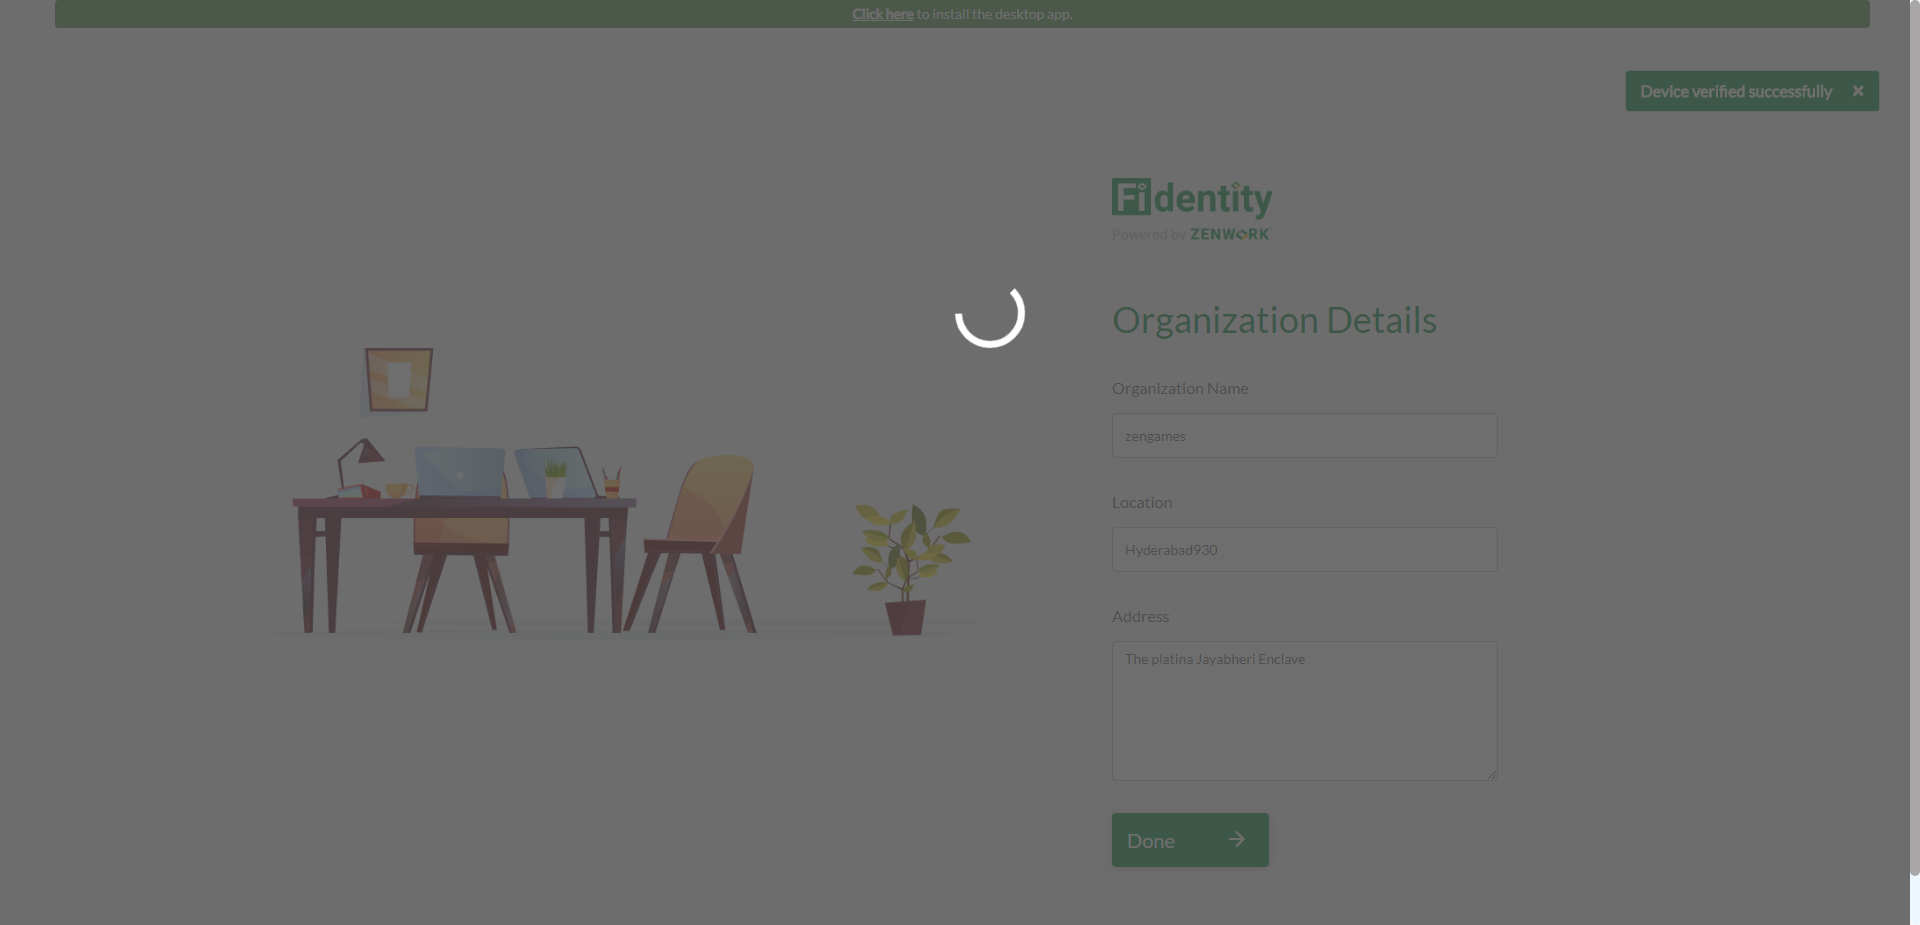 Click here to install the desktop app.
Device verified successfully ×
Fidentity
Powered by ZENWORK
Organization Details
Organization Name
zengames
Location
Hyderabad930
Address
The platina Jayabheri Enclave
Done →